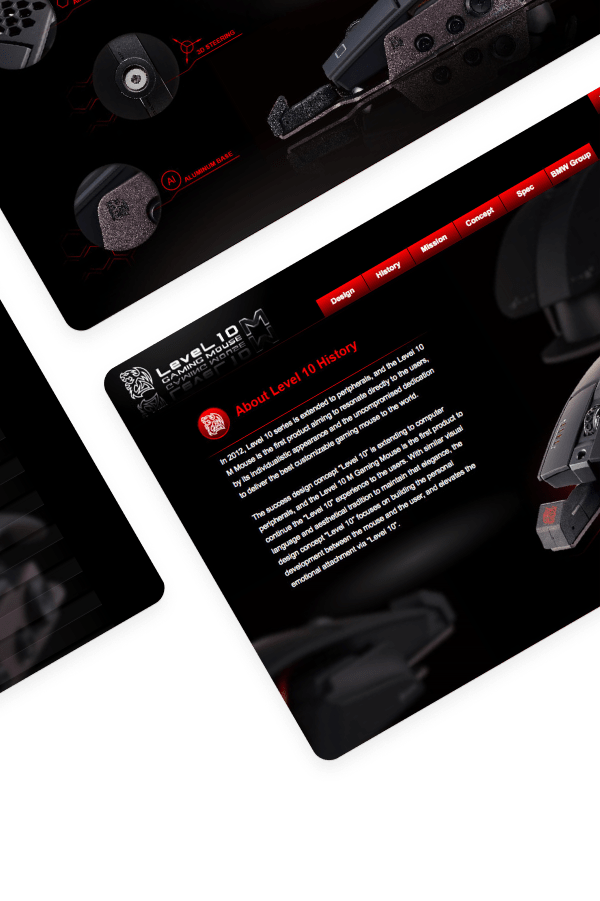 3D STEERING
Al
ALUMINUM BASE
Design
History
Mission
Concept
Spec
BMW Group
LEVEL 10
GAMING MOUSE
M
About Level 10 History
In 2012, Level 10 series is extended to peripherals, and the Level 10
M Mouse is the first product aiming to resonate directly to the users,
by its individualistic appearance and the uncompromised dedication
to deliver the best customizable gaming mouse to the world.
The success design concept "Level 10" is extending to computer
peripherals, and the Level 10 M Gaming Mouse is the first product to
continue the "Level 10" experience to the users. With similar visual
language and aesthetical tradition to maintain that elegance, the
design concept "Level 10" focuses on building the personal
development between the mouse and the user, and elevates the
emotional attachment via "Level 10".